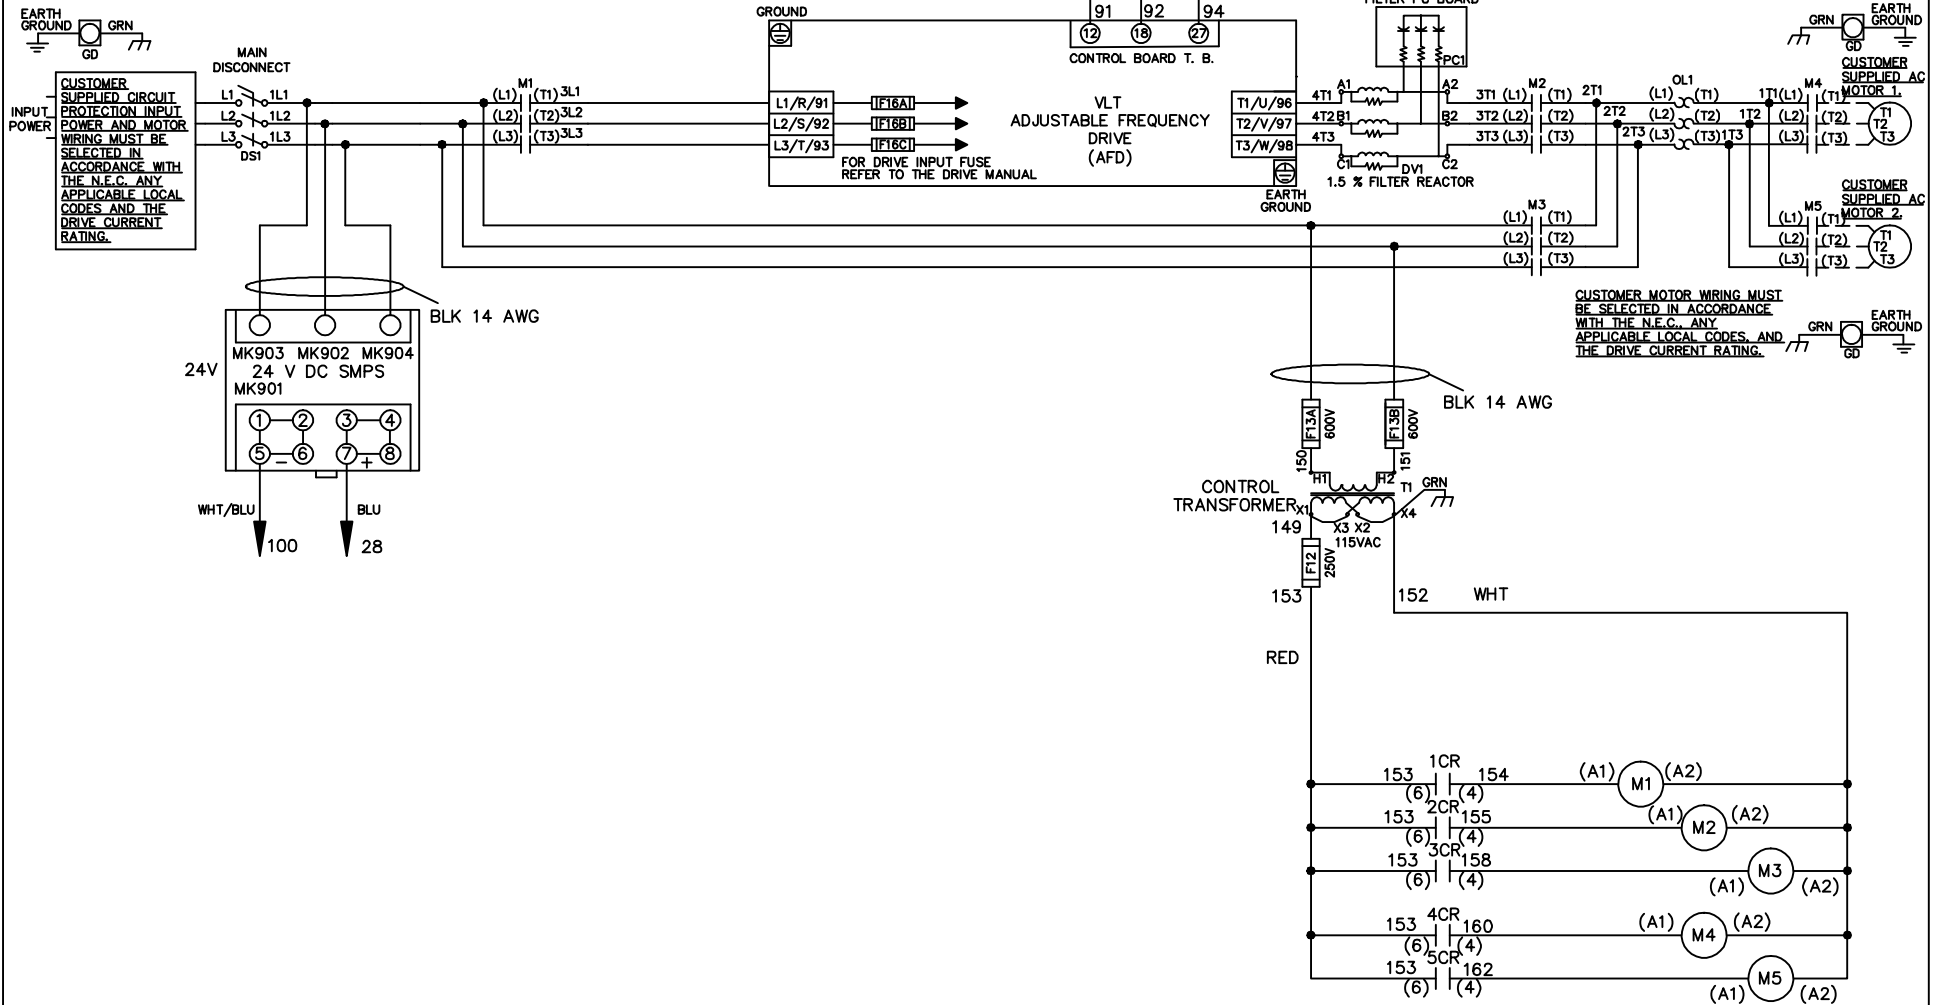 EARTH
GROUND
GRN
GD
INPUT
POWER
CUSTOMER
SUPPLIED CIRCUIT
PROTECTION INPUT
POWER AND MOTOR
WIRING MUST BE
SELECTED IN
ACCORDANCE WITH
THE N.E.C. ANY
APPLICABLE LOCAL
CODES AND THE
DRIVE CURRENT
RATING.
MAIN
DISCONNECT
L1 1L1
L2 1L2
L3 1L3
DS1
M1
(L1) (T1) 3L1
(L2) (T2) 3L2
(L3) (T3) 3L3
GROUND
L1/R/91
L2/S/92
L3/T/93
F16A
F16B
F16C
FOR DRIVE INPUT FUSE
REFER TO THE DRIVE MANUAL
91 92 94
12 18 27
CONTROL BOARD T. B.
VLT
ADJUSTABLE FREQUENCY
DRIVE
(AFD)
T1/U/96
T2/V/97
T3/W/98
EARTH
GROUND
FILTER PC BOARD
PC1
4T1 A1 A2
4T2 B1 B2
4T3 C1 C2
DV1
1.5 % FILTER REACTOR
M2
3T1 (L1) (T1) 2T1
3T2 (L2) (T2) 2T2
3T3 (L3) (T3) 2T3
OL1
(L1) (T1) 1T1
(L2) (T2) 1T2
(L3) (T3) 1T3
M4
(L1) (T1)
(L2) (T2)
(L3) (T3)
GRN
GD
EARTH
GROUND
CUSTOMER
SUPPLIED AC
MOTOR 1.
T1
T2
T3
M3
(L1) (T1)
(L2) (T2)
(L3) (T3)
M5
(L1) (T1)
(L2) (T2)
(L3) (T3)
CUSTOMER
SUPPLIED AC
MOTOR 2.
T1
T2
T3
CUSTOMER MOTOR WIRING MUST
BE SELECTED IN ACCORDANCE
WITH THE N.E.C., ANY
APPLICABLE LOCAL CODES, AND
THE DRIVE CURRENT RATING.
GRN
GD
EARTH
GROUND
BLK 14 AWG
MK903 MK902 MK904
24V
24 V DC SMPS
MK901
1 2 3 4
5 6 7 8
- +
WHT/BLU
BLU
100
28
BLK 14 AWG
F13A
600V
F13B
600V
150
151
H1 H2
T1
GRN
CONTROL
TRANSFORMER
X1 X3 X2 X4
115VAC
149
F12
250V
153
152
WHT
RED
1CR
153 154
(6) (4)
(A1) M1 (A2)
2CR
153 155
(6) (4)
(A1) M2 (A2)
3CR
153 158
(6) (4)
(A1) M3 (A2)
4CR
153 160
(6) (4)
(A1) M4 (A2)
5CR
153 162
(6) (4)
(A1) M5 (A2)